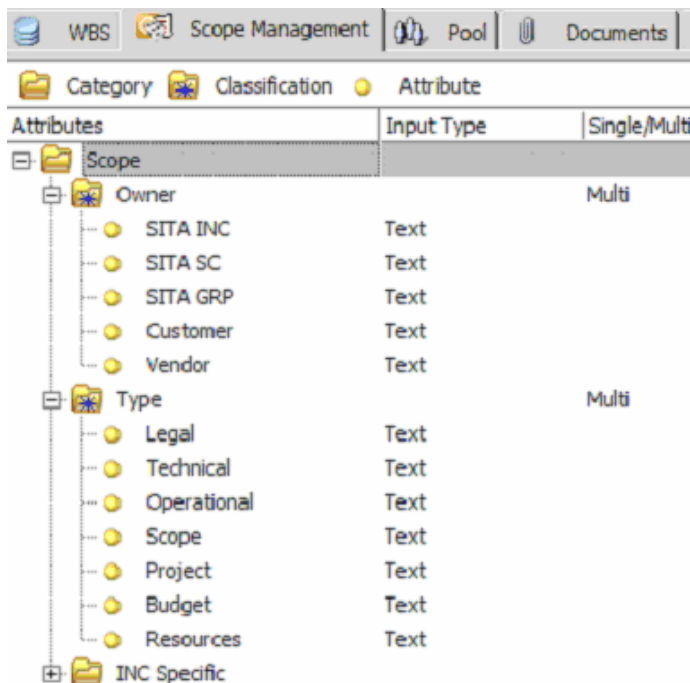 WBS Scope Management Pool Documents
Category Classification Attribute
Attributes Input Type Single/Multi
Scope
Owner Multi
SITA INC Text
SITA SC Text
SITA GRP Text
Customer Text
Vendor Text
Type Multi
Legal Text
Technical Text
Operational Text
Scope Text
Project Text
Budget Text
Resources Text
INC Specific